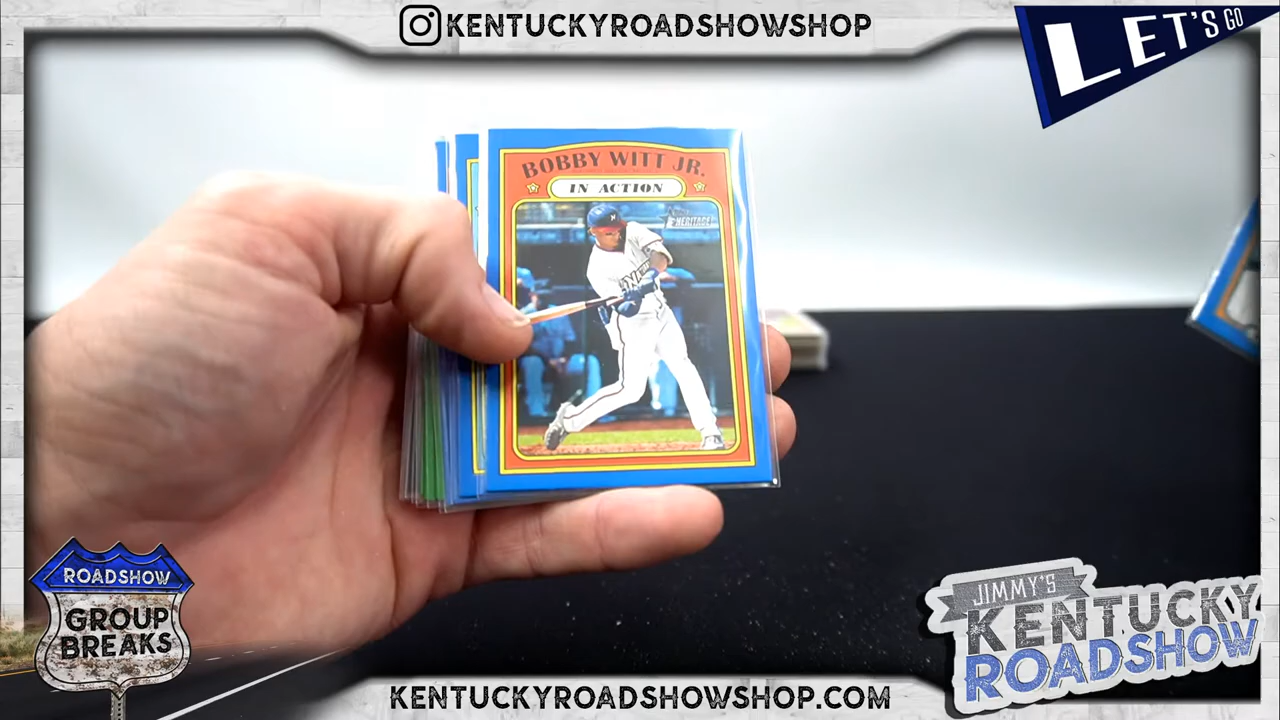 KENTUCKYROADSHOWSHOP
LET'S GO
BOBBY WITT JR.
IN ACTION
HERITAGE
ROADSHOW
GROUP
BREAKS
JIMMY'S
KENTUCKY
ROADSHOW
KENTUCKYROADSHOWSHOP.COM